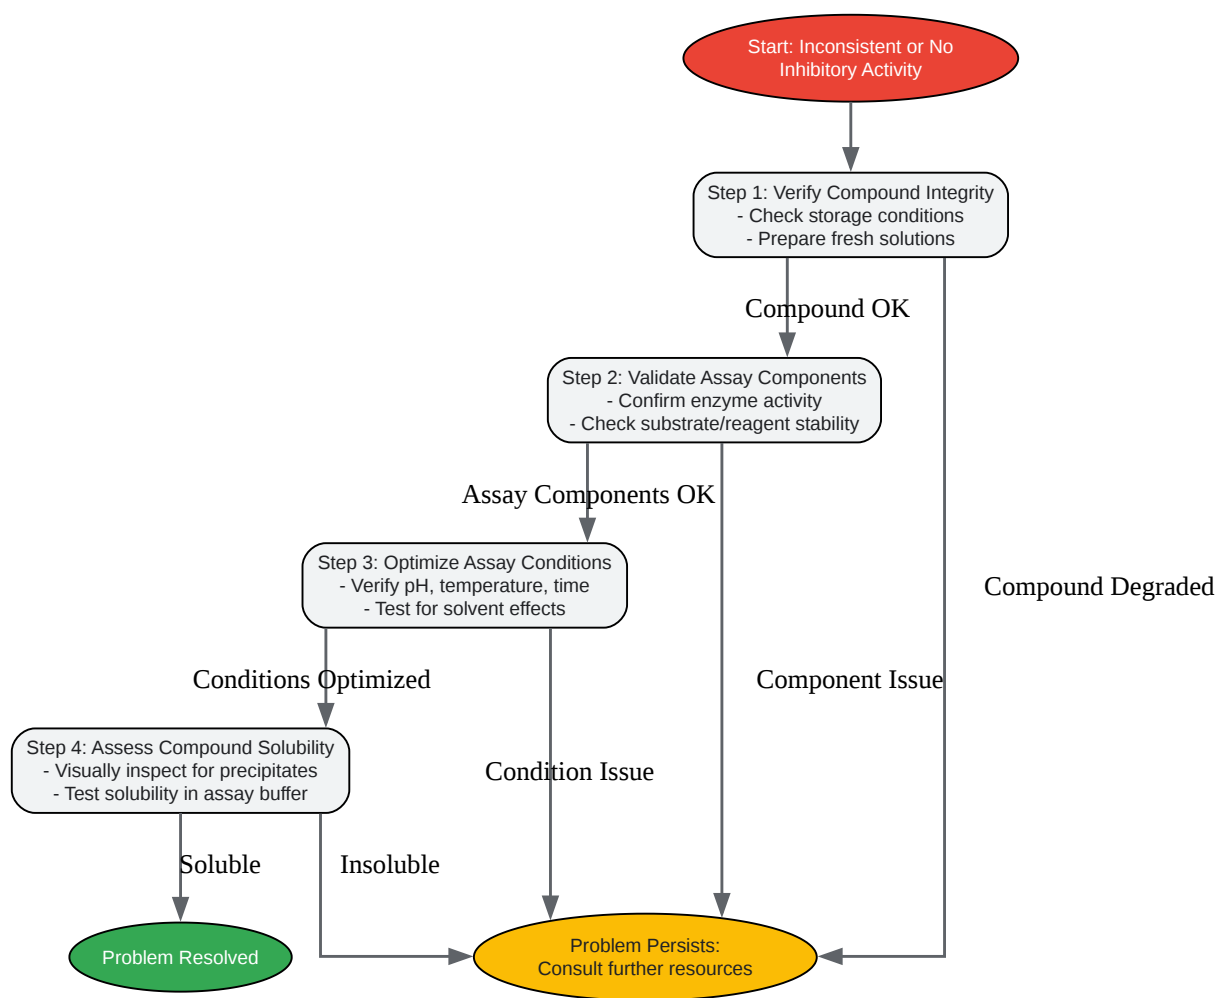 Start: Inconsistent or No
Inhibitory Activity
Step 1: Verify Compound Integrity
- Check storage conditions
- Prepare fresh solutions
Compound OK
Step 2: Validate Assay Components
- Confirm enzyme activity
- Check substrate/reagent stability
Assay Components OK
Step 3: Optimize Assay Conditions
- Verify pH, temperature, time
- Test for solvent effects
Compound Degraded
Conditions Optimized
Component Issue
Step 4: Assess Compound Solubility
- Visually inspect for precipitates
- Test solubility in assay buffer
Condition Issue
Soluble
Insoluble
Problem Resolved
Problem Persists:
Consult further resources